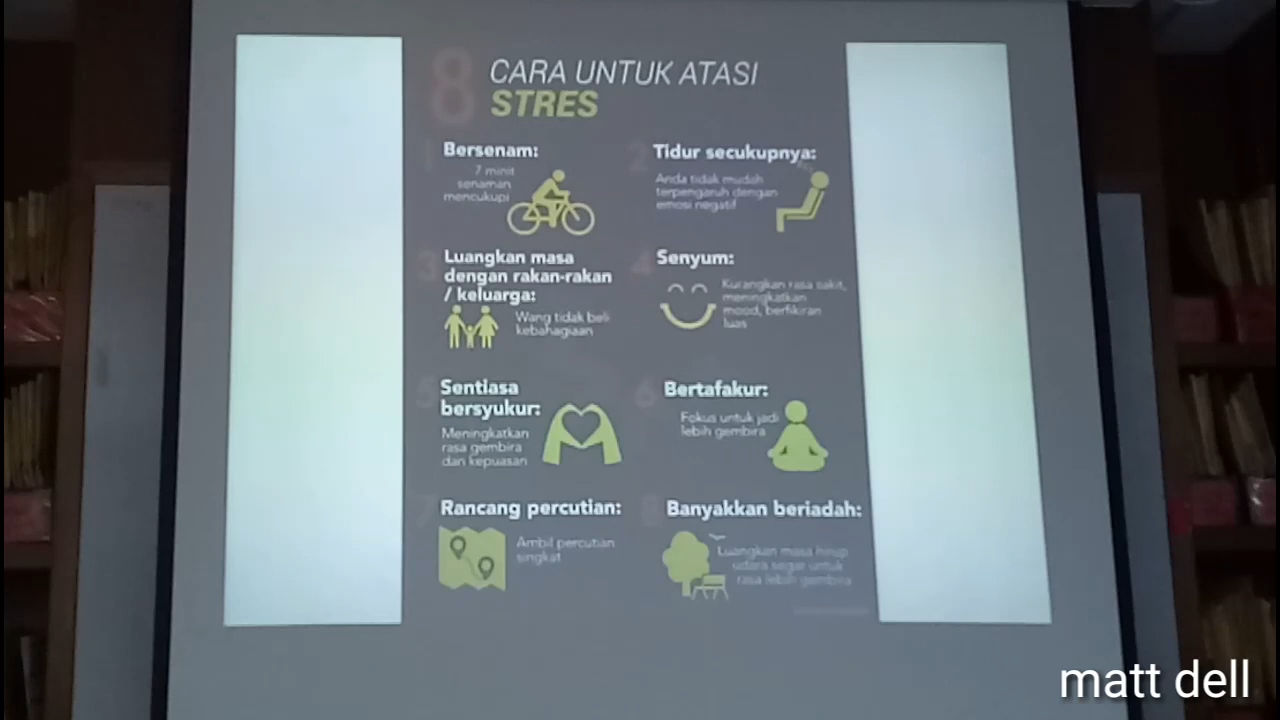 8 CARA UNTUK ATASI
STRES
1 Bersenam:
7 minit
senaman
mencukupi
2 Tidur secukupnya:
Anda tidak mudah
terpengaruh dengan
emosi negatif
3 Luangkan masa
dengan rakan-rakan
/ keluarga:
Wang tidak beli
kebahagiaan
4 Senyum:
Kurangkan rasa sakit,
meningkatkan
mood, berfikiran
luas
5 Sentiasa
bersyukur:
Meningkatkan
rasa gembira
dan kepuasan
6 Bertafakur:
Fokus untuk jadi
lebih gembira
7 Rancang percutian:
Ambil percutian
singkat
8 Banyakkan beriadah:
Luangkan masa hirup
udara segar untuk
rasa lebih gembira
matt dell